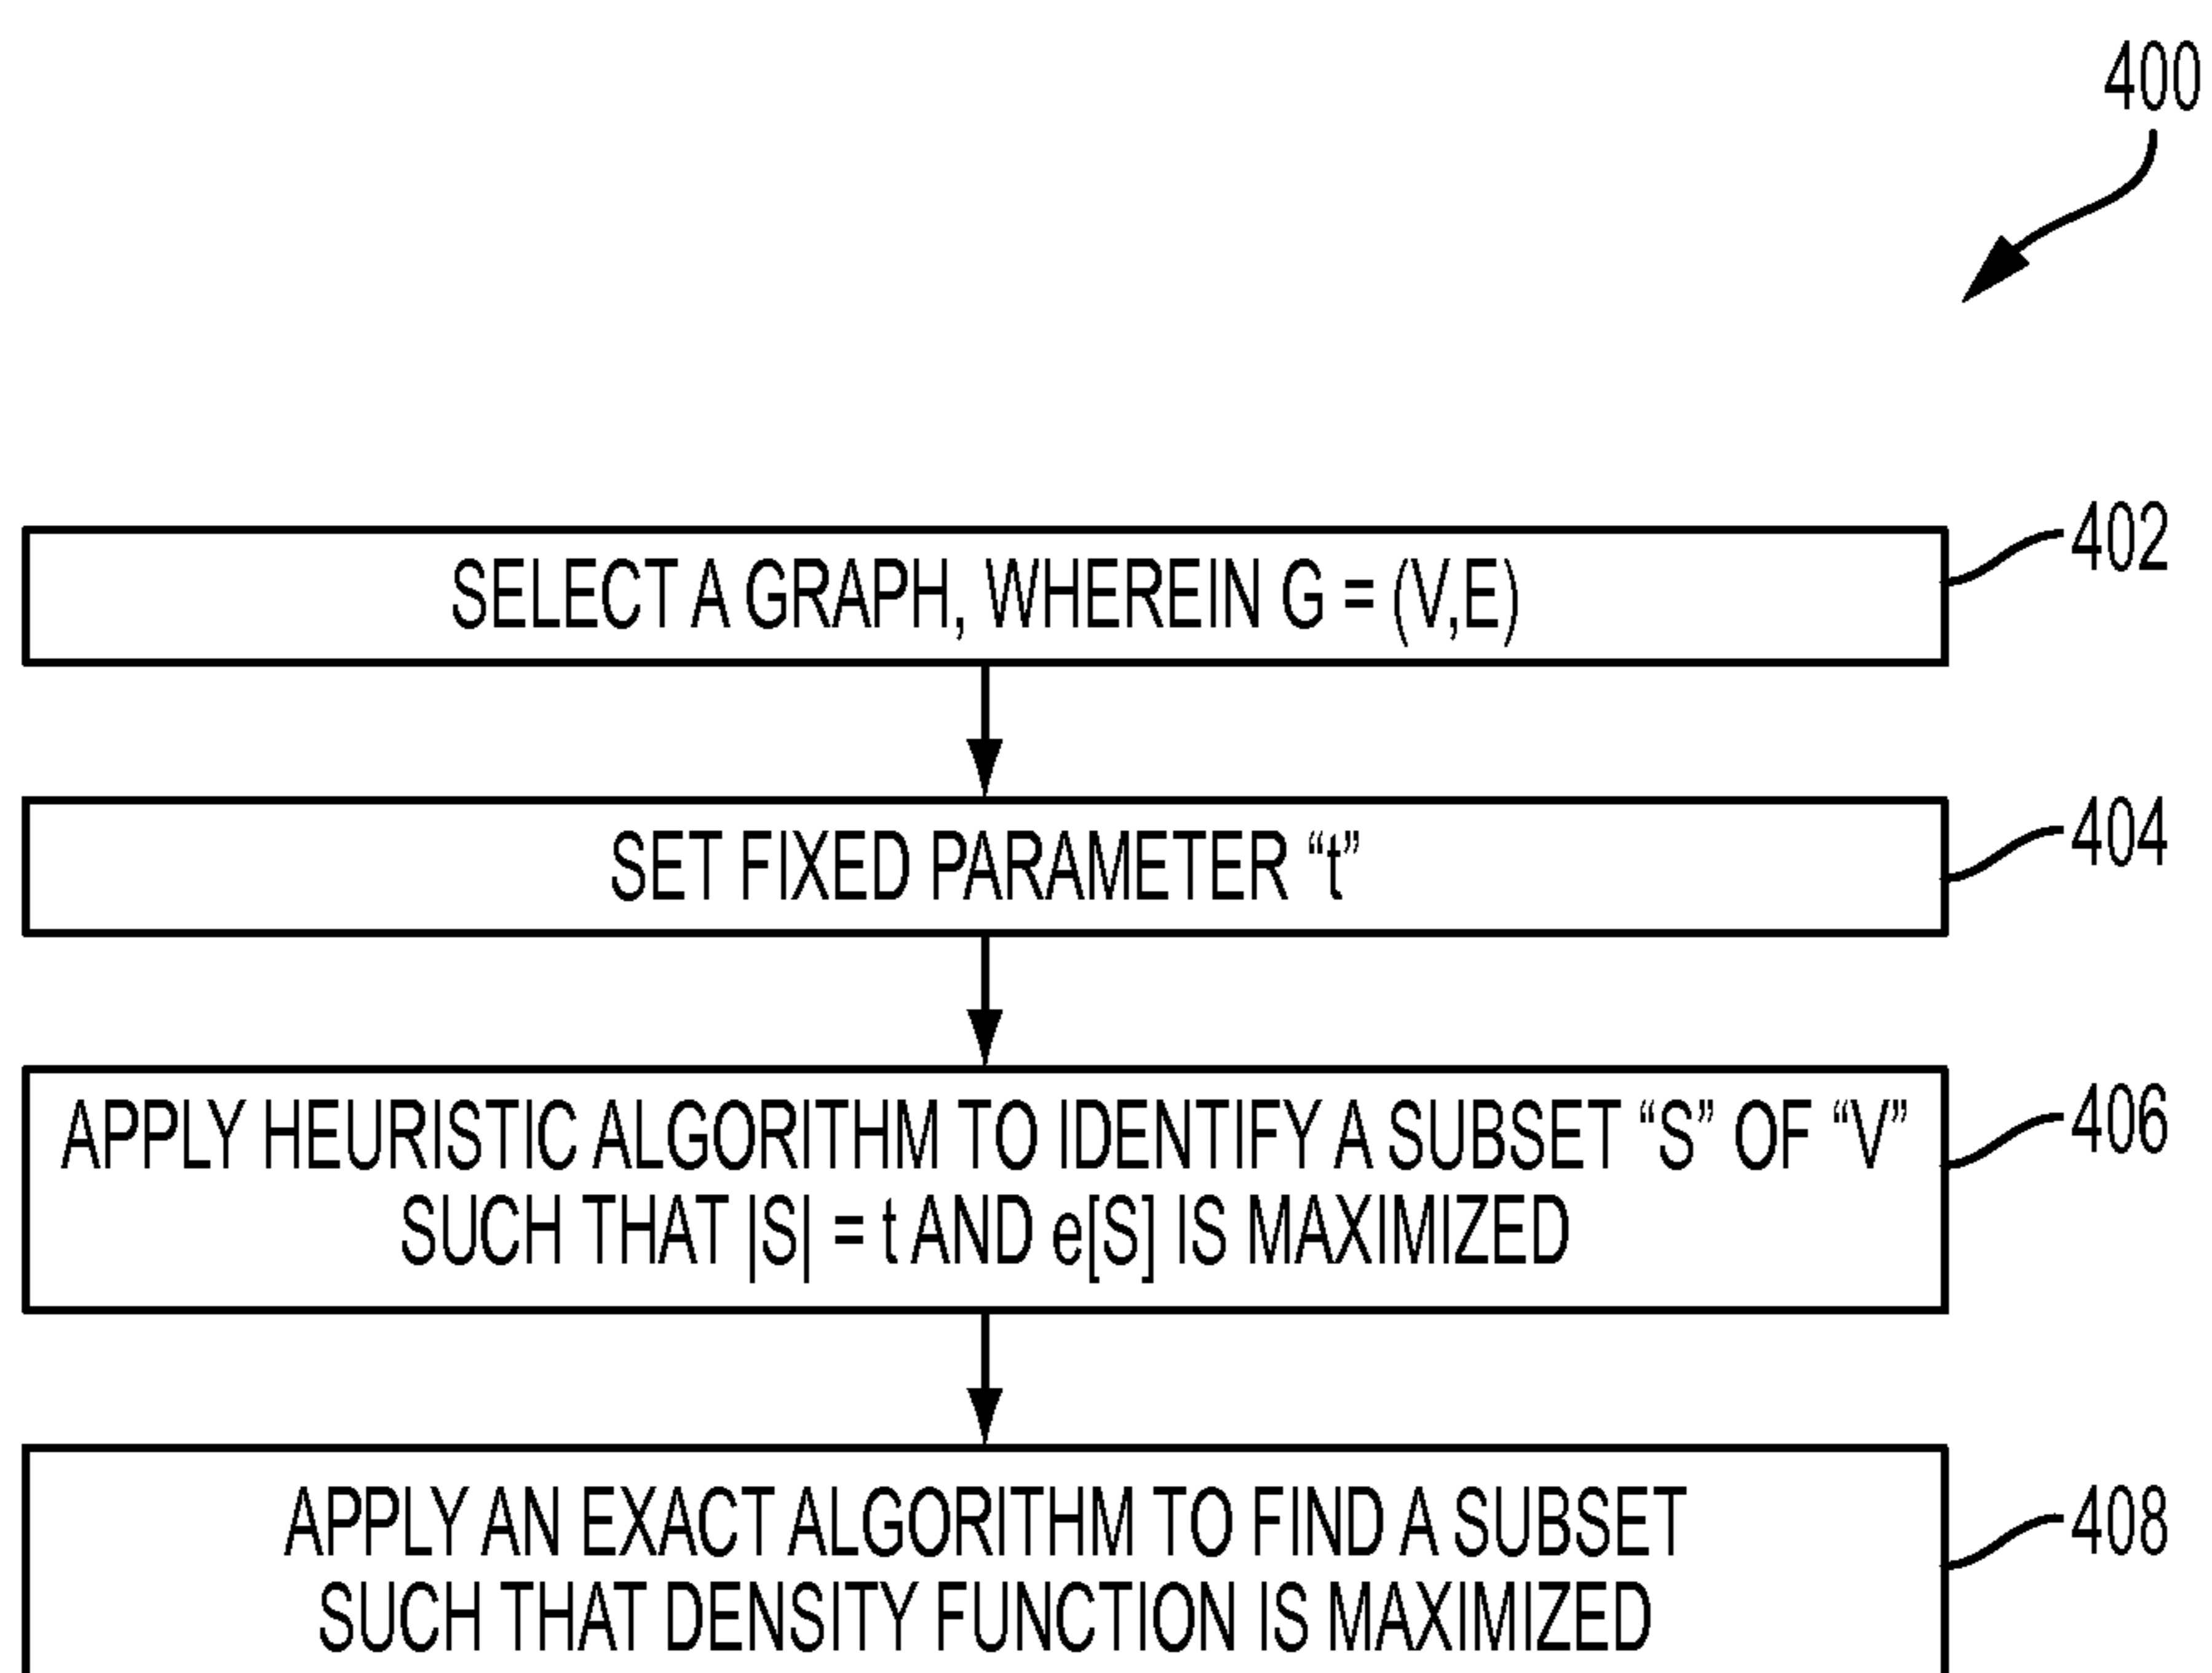 400
SELECT A GRAPH, WHEREIN G = (V,E)
402
SET FIXED PARAMETER “t”
404
APPLY HEURISTIC ALGORITHM TO IDENTIFY A SUBSET “S” OF “V”
SUCH THAT |S| = t AND e[S] IS MAXIMIZED
406
APPLY AN EXACT ALGORITHM TO FIND A SUBSET
SUCH THAT DENSITY FUNCTION IS MAXIMIZED
408